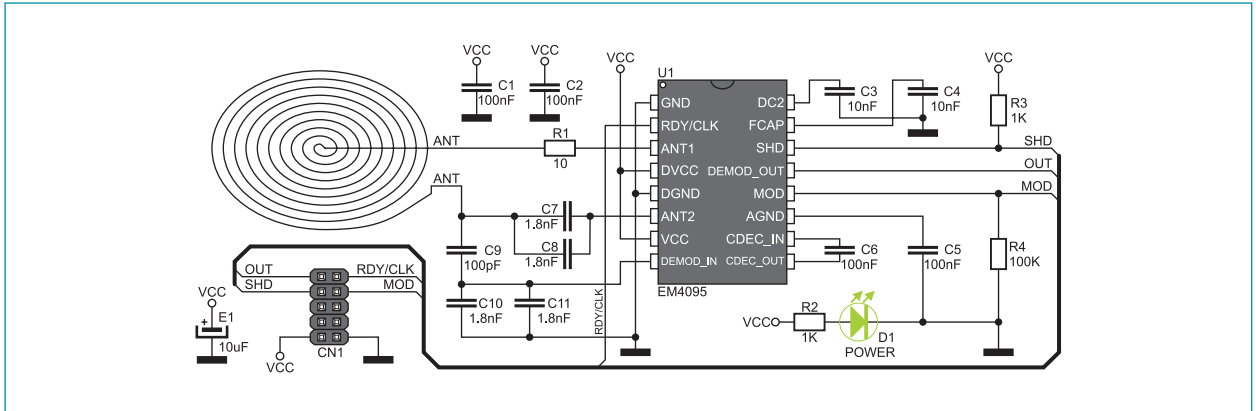 VCC
C1
100nF
VCC
C2
100nF
VCC
U1
GND
RDY/CLK
ANT1
DVCC
DGND
ANT2
VCC
DEMOD_IN
DC2
FCAP
SHD
DEMOD_OUT
MOD
AGND
CDEC_IN
CDEC_OUT
EM4095
C3
10nF
C4
10nF
VCC
R3
1K
SHD
OUT
MOD
ANT
R1
10
ANT
C7
1.8nF
C8
1.8nF
C9
100pF
C10
1.8nF
C11
1.8nF
RDY/CLK
C6
100nF
C5
100nF
R4
100K
VCC
R2
1K
D1
POWER
OUT
SHD
RDY/CLK
MOD
VCC
+
E1
10uF
VCC
CN1